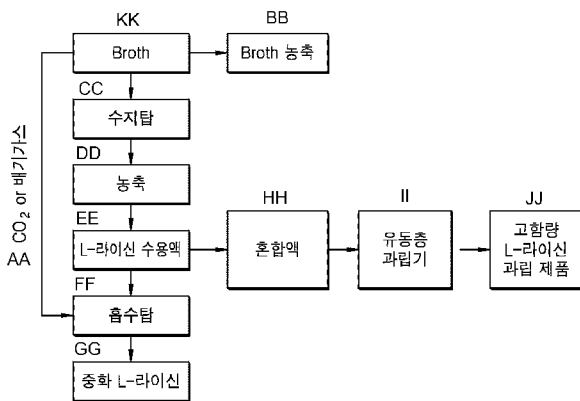 KK
BB
Broth
Broth 농축
CC
수지탑
DD
농축
CO2 or 배기가스
AA
EE
HH
II
JJ
L-라이신 수용액
혼합액
유동층
과립기
고함량
L-라이신
과립 제품
FF
흡수탑
GG
중화 L-라이신